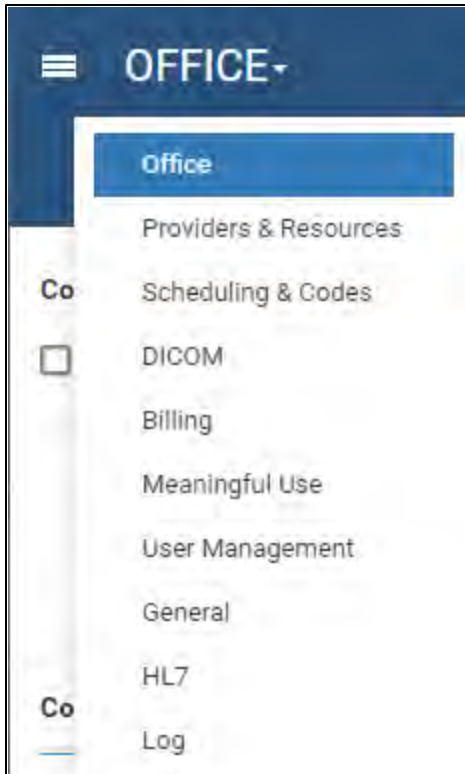 OFFICE
Office
Providers & Resources
Co
Scheduling & Codes
DICOM
Billing
Meaningful Use
User Management
General
HL7
Co
Log